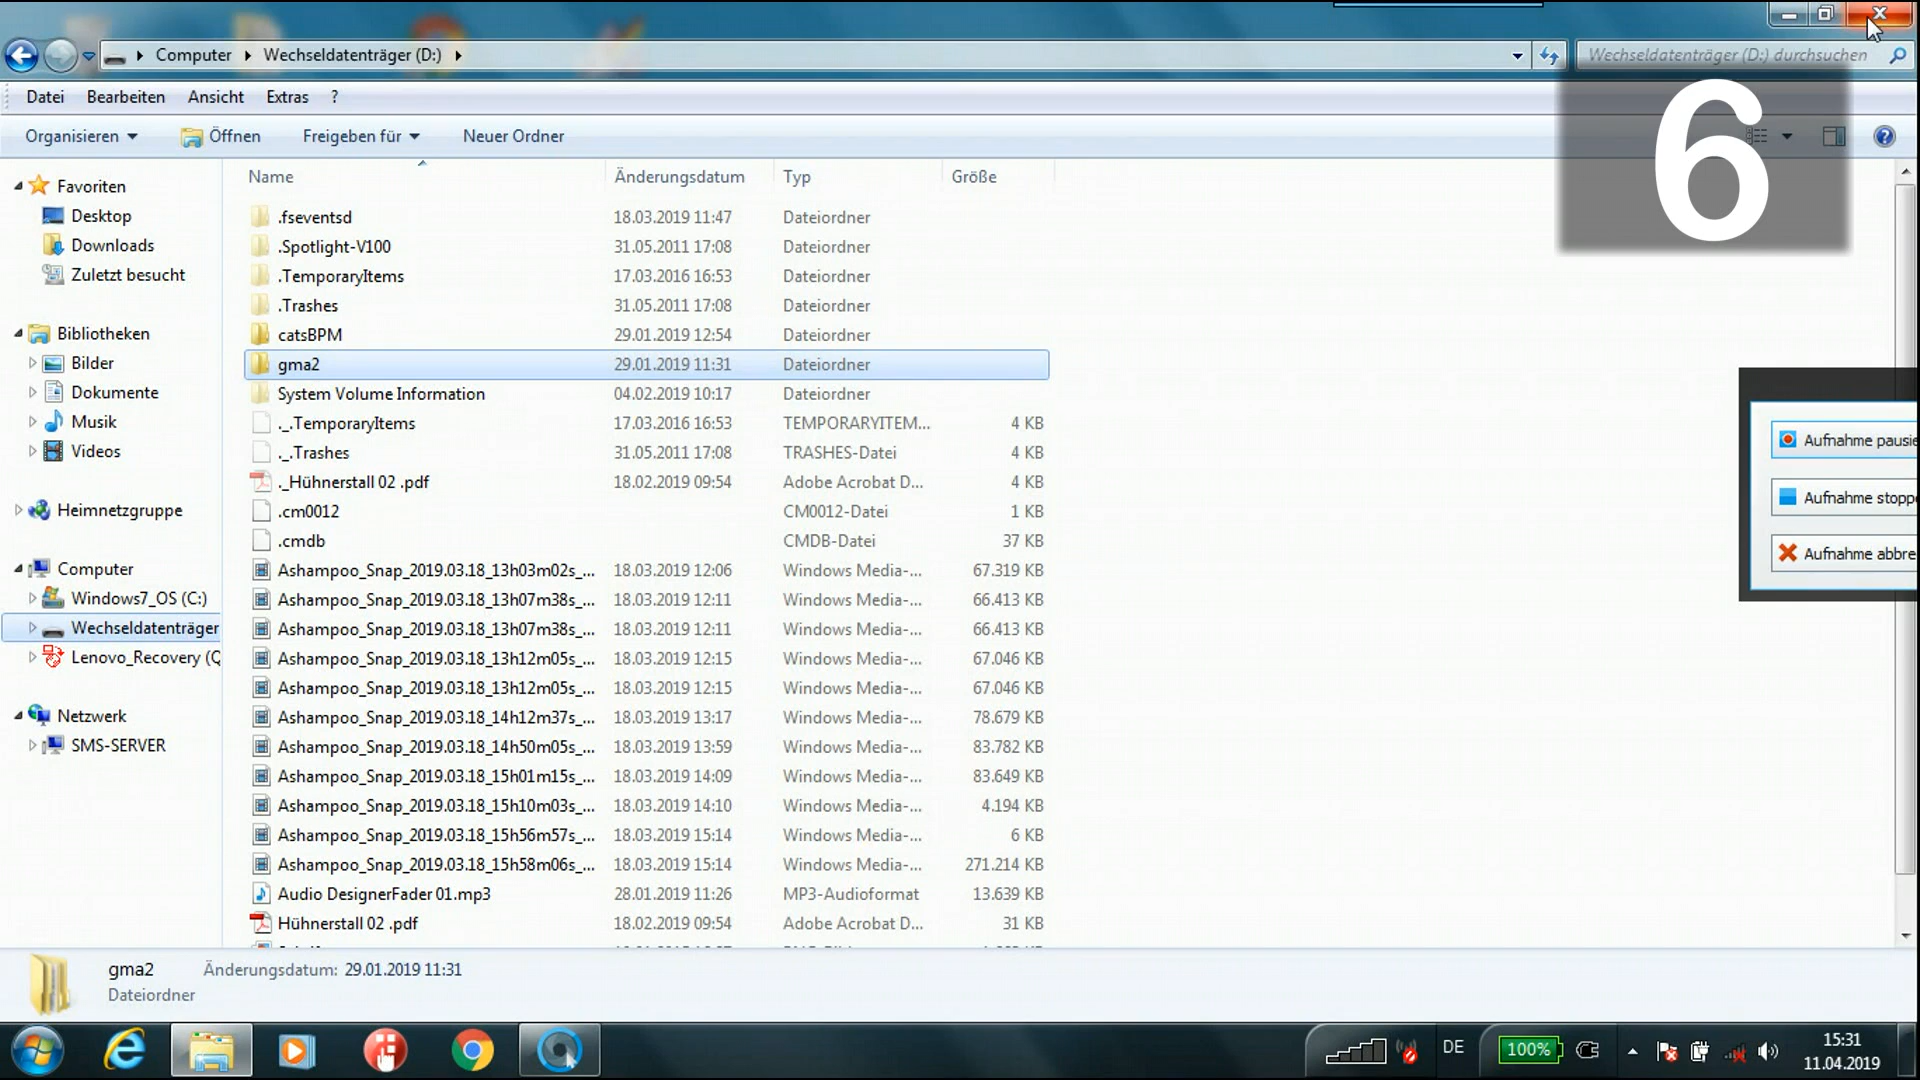 Computer
Wechseldatenträger (D:)
Wechseldatenträger (D:) durchsuchen
6
Datei Bearbeiten Ansicht Extras ?
Organisieren Öffnen Freigeben für Neuer Ordner
Favoriten
Desktop
Downloads
Zuletzt besucht
Bibliotheken
Bilder
Dokumente
Musik
Videos
Heimnetzgruppe
Computer
Windows7_OS (C:)
Wechseldatenträger
Lenovo_Recovery (Q
Netzwerk
SMS-SERVER
Name Änderungsdatum Typ Größe
.fseventsd 18.03.2019 11:47 Dateiordner
.Spotlight-V100 31.05.2011 17:08 Dateiordner
.TemporaryItems 17.03.2016 16:53 Dateiordner
.Trashes 31.05.2011 17:08 Dateiordner
catsBPM 29.01.2019 12:54 Dateiordner
gma2 29.01.2019 11:31 Dateiordner
System Volume Information 04.02.2019 10:17 Dateiordner
._.TemporaryItems 17.03.2016 16:53 TEMPORARYITEM... 4 KB
._.Trashes 31.05.2011 17:08 TRASHES-Datei 4 KB
._Hühnerstall 02 .pdf 18.02.2019 09:54 Adobe Acrobat D... 4 KB
.cm0012 CM0012-Datei 1 KB
.cmdb CMDB-Datei 37 KB
Ashampoo_Snap_2019.03.18_13h03m02s_... 18.03.2019 12:06 Windows Media-... 67.319 KB
Ashampoo_Snap_2019.03.18_13h07m38s_... 18.03.2019 12:11 Windows Media-... 66.413 KB
Ashampoo_Snap_2019.03.18_13h07m38s_... 18.03.2019 12:11 Windows Media-... 66.413 KB
Ashampoo_Snap_2019.03.18_13h12m05s_... 18.03.2019 12:15 Windows Media-... 67.046 KB
Ashampoo_Snap_2019.03.18_13h12m05s_... 18.03.2019 12:15 Windows Media-... 67.046 KB
Ashampoo_Snap_2019.03.18_14h12m37s_... 18.03.2019 13:17 Windows Media-... 78.679 KB
Ashampoo_Snap_2019.03.18_14h50m05s_... 18.03.2019 13:59 Windows Media-... 83.782 KB
Ashampoo_Snap_2019.03.18_15h01m15s_... 18.03.2019 14:09 Windows Media-... 83.649 KB
Ashampoo_Snap_2019.03.18_15h10m03s_... 18.03.2019 14:10 Windows Media-... 4.194 KB
Ashampoo_Snap_2019.03.18_15h56m57s_... 18.03.2019 15:14 Windows Media-... 6 KB
Ashampoo_Snap_2019.03.18_15h58m06s_... 18.03.2019 15:14 Windows Media-... 271.214 KB
Audio DesignerFader 01.mp3 28.01.2019 11:26 MP3-Audioformat 13.639 KB
Hühnerstall 02 .pdf 18.02.2019 09:54 Adobe Acrobat D... 31 KB
Aufnahme pausie
Aufnahme stoppe
Aufnahme abbre
gma2 Änderungsdatum: 29.01.2019 11:31
Dateiordner
DE
100%
15:31
11.04.2019